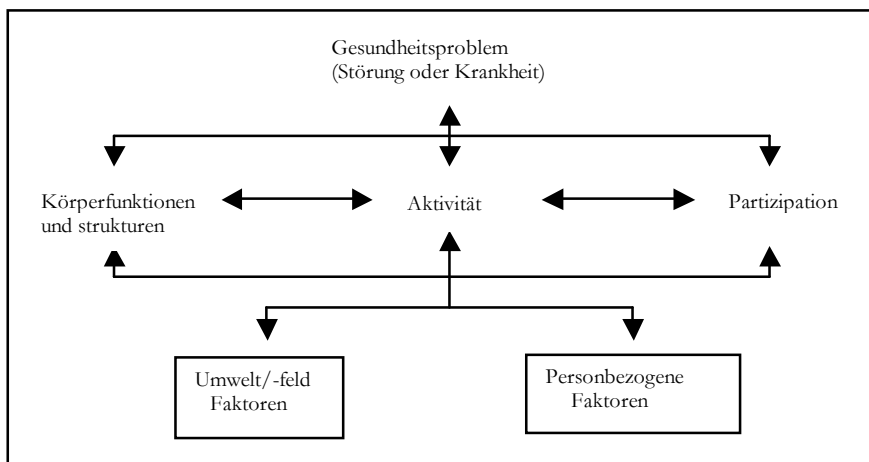 Gesundheitsproblem
(Störung oder Krankheit)
Körperfunktionen
und strukturen
Aktivität
Partizipation
Umwelt/-feld
Faktoren
Personbezogene
Faktoren